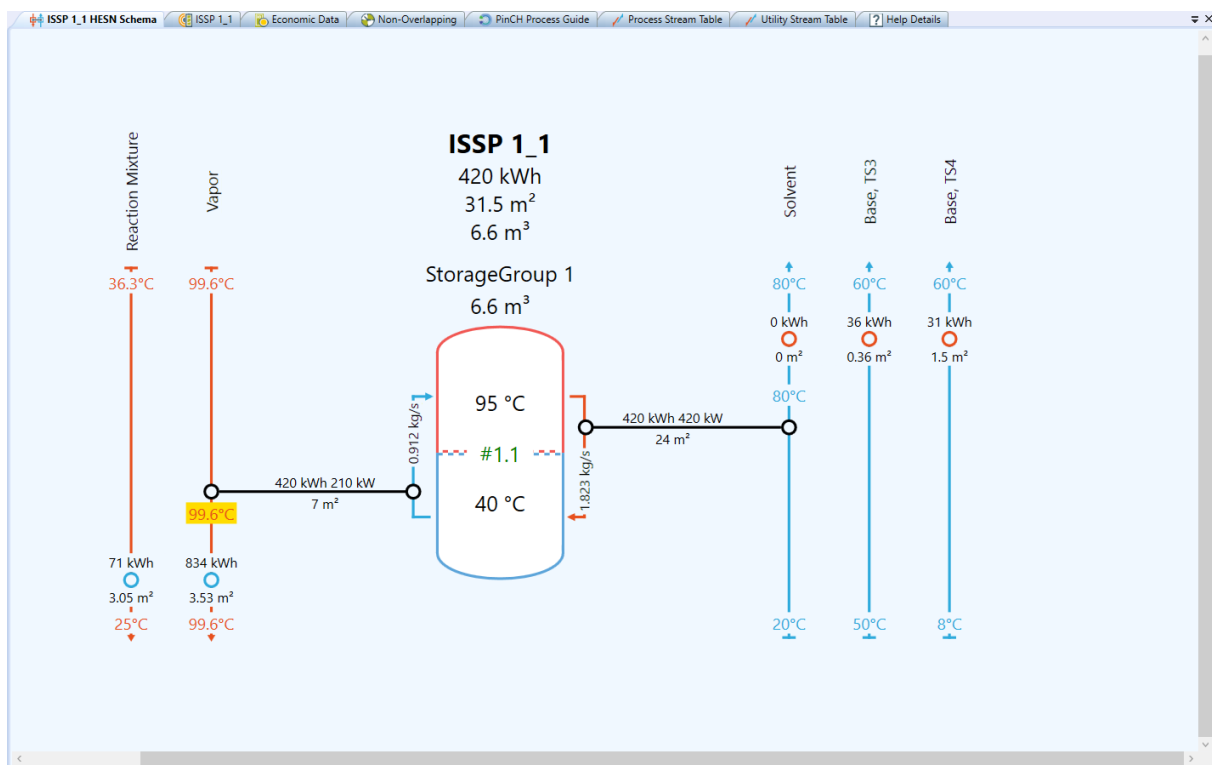 ISSP 1_1 HESN Schema
ISSP 1_1
Economic Data
Non-Overlapping
PinCH Process Guide
Process Stream Table
Utility Stream Table
Help Details
Reaction Mixture
Vapor
ISSP 1_1
420 kWh
31.5 m²
6.6 m³
StorageGroup 1
6.6 m³
Solvent
Base, TS3
Base, TS4
36.3°C
99.6°C
80°C
60°C
60°C
0 kWh
36 kWh
31 kWh
0 m²
0.36 m²
1.5 m²
80°C
95 °C
0.912 kg/s
420 kWh 420 kW
24 m²
#1.1
1.823 kg/s
420 kWh 210 kW
7 m²
40 °C
99.6°C
71 kWh
834 kWh
3.05 m²
3.53 m²
25°C
99.6°C
20°C
50°C
8°C